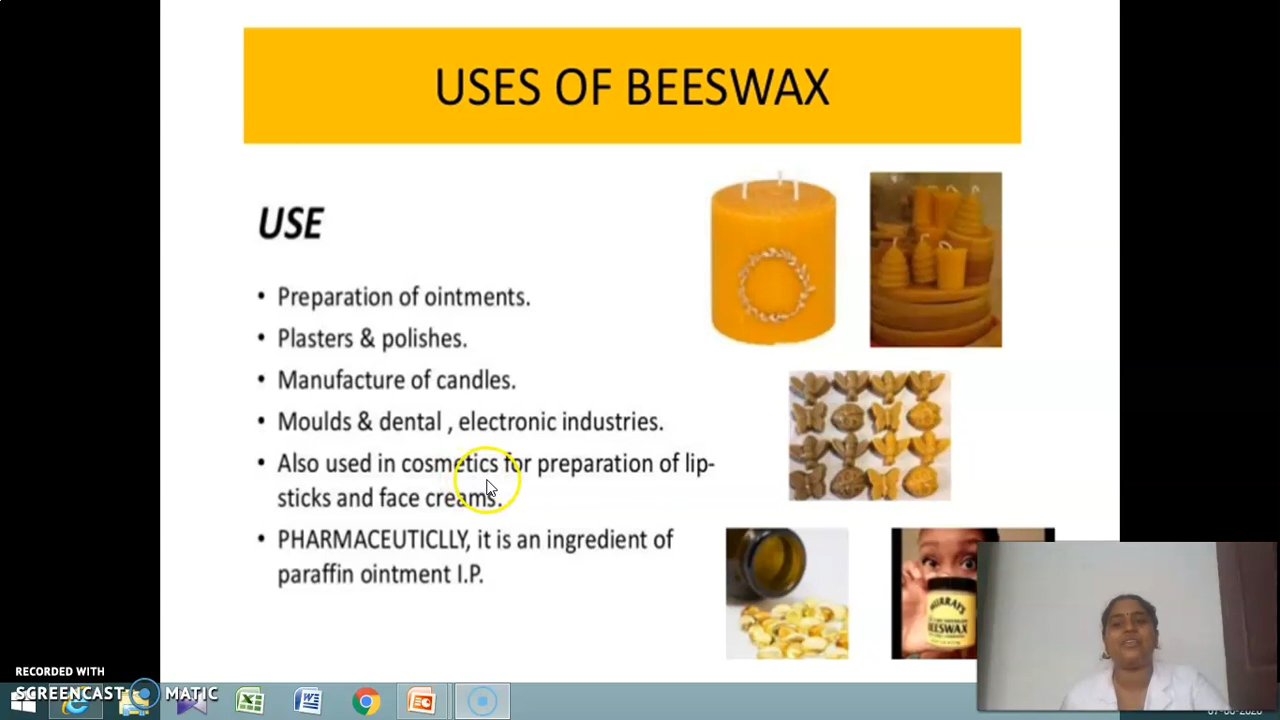 USES OF BEESWAX
USE
• Preparation of ointments.
• Plasters & polishes.
• Manufacture of candles.
• Moulds & dental , electronic industries.
• Also used in cosmetics for preparation of lip-
sticks and face creams.
• PHARMACEUTICLLY, it is an ingredient of
paraffin ointment I.P.
MURRAY'S
BEESWAX
RECORDED WITH
SCREENCAST MATIC